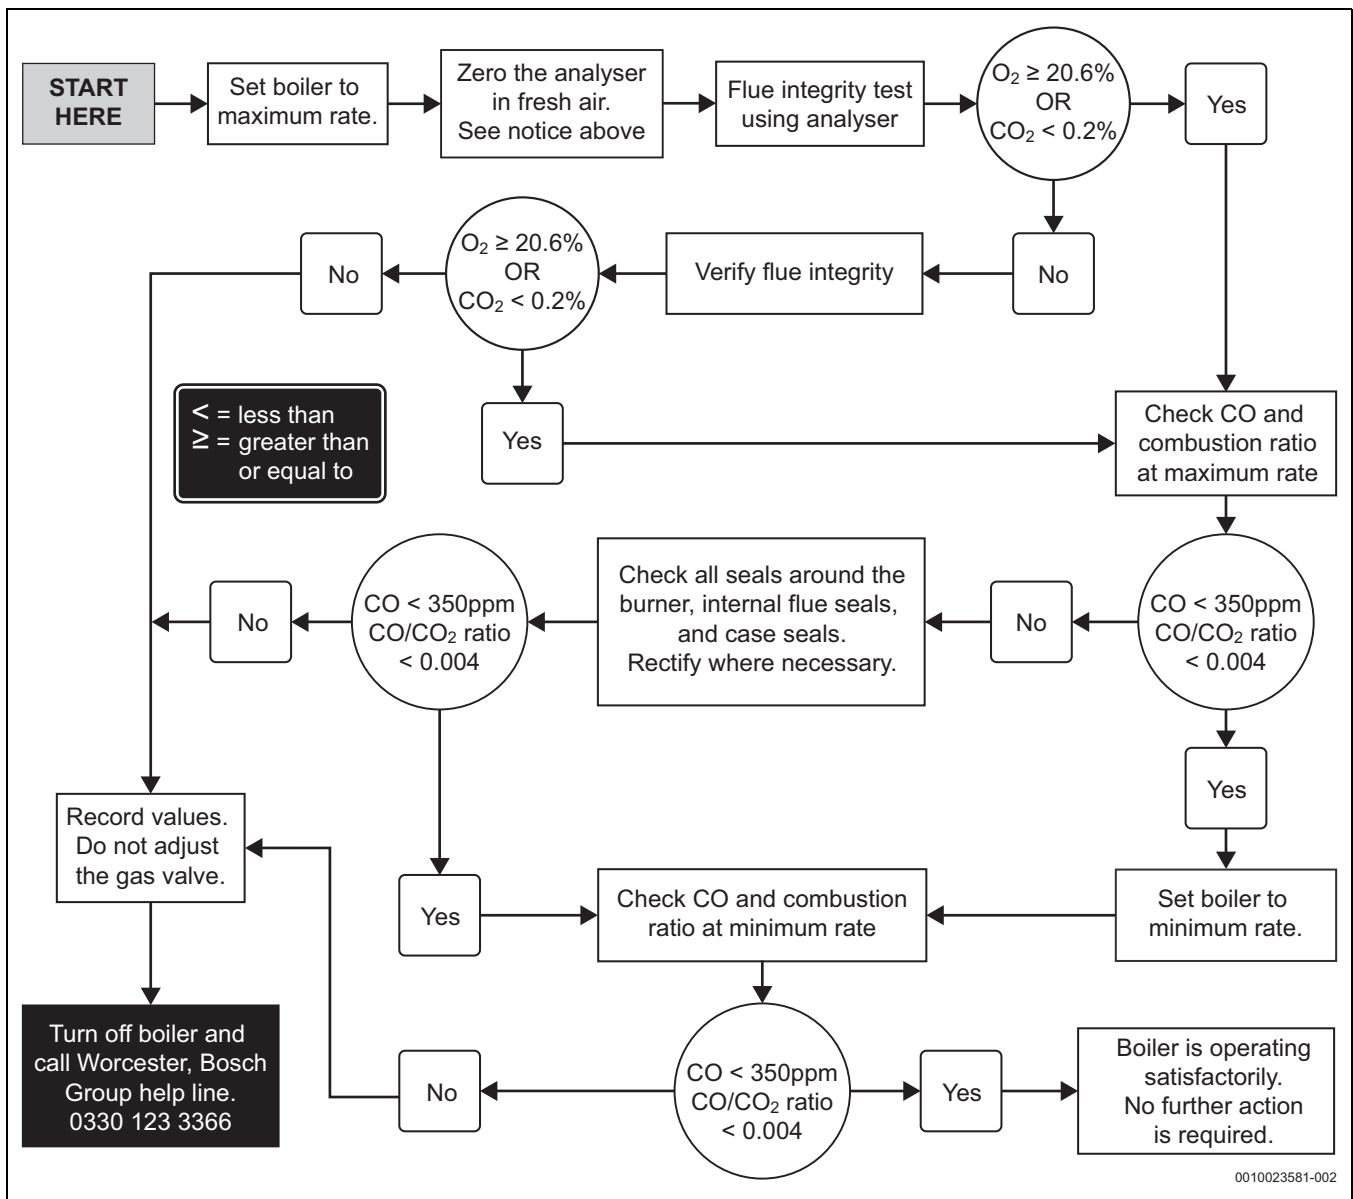 START
HERE
Set boiler to
maximum rate.
Zero the analyser
in fresh air.
See notice above
Flue integrity test
using analyser
O₂ ≥ 20.6%
OR
CO₂ < 0.2%
Yes
No
O₂ ≥ 20.6%
OR
CO₂ < 0.2%
Verify flue integrity
No
< = less than
≥ = greater than
or equal to
Yes
Check CO and
combustion ratio
at maximum rate
No
CO < 350ppm
CO/CO₂ ratio
< 0.004
Check all seals around the
burner, internal flue seals,
and case seals.
Rectify where necessary.
No
CO < 350ppm
CO/CO₂ ratio
< 0.004
Yes
Record values.
Do not adjust
the gas valve.
Yes
Check CO and combustion
ratio at minimum rate
Set boiler to
minimum rate.
Turn off boiler and
call Worcester, Bosch
Group help line.
0330 123 3366
No
CO < 350ppm
CO/CO₂ ratio
< 0.004
Yes
Boiler is operating
satisfactorily.
No further action
is required.
0010023581-002